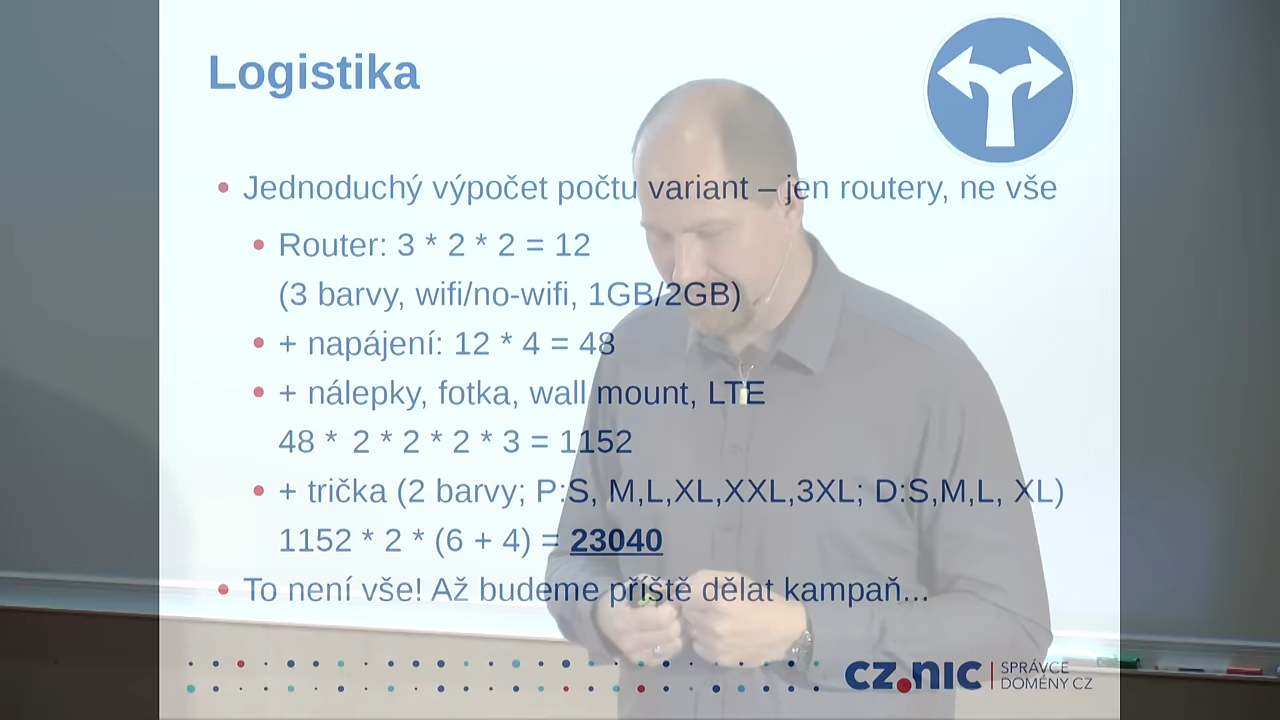 Logistika
Jednoduchý výpočet počtu variant – jen routery, ne vše
Router: 3 * 2 * 2 = 12
(3 barvy, wifi/no-wifi, 1GB/2GB)
+ napájení: 12 * 4 = 48
+ nálepky, fotka, wall mount, LTE
48 * 2 * 2 * 2 * 3 = 1152
+ trička (2 barvy; P:S, M,L,XL,XXL,3XL; D:S,M,L, XL)
1152 * 2 * (6 + 4) = 23040
To není vše! Až budeme příště dělat kampaň...
CZ.NIC | SPRÁVCE
DOMÉNY CZ